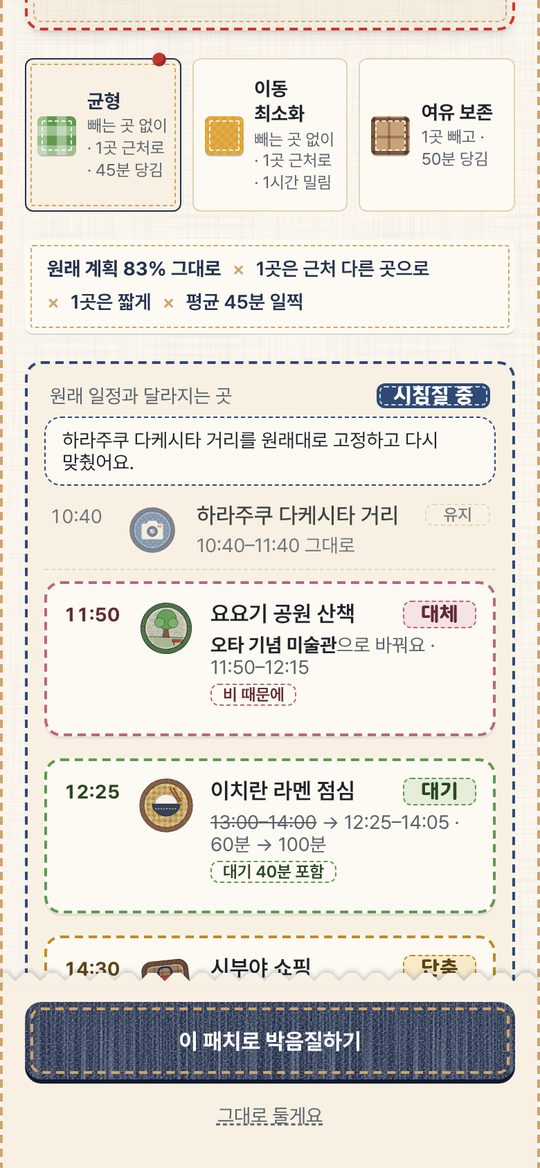 균형
빼는 곳 없이
· 1곳 근처로
· 45분 당김
이동
최소화
빼는 곳 없이
· 1곳 근처로
· 1시간 밀림
여유 보존
1곳 빼고 ·
50분 당김
원래 계획 83% 그대로 × 1곳은 근처 다른 곳으로
× 1곳은 짧게 × 평균 45분 일찍
원래 일정과 달라지는 곳
시침질 중
하라주쿠 다케시타 거리를 원래대로 고정하고 다시
맞췄어요.
10:40
하라주쿠 다케시타 거리
유지
10:40–11:40 그대로
11:50
요요기 공원 산책
대체
오타 기념 미술관으로 바꿔요 ·
11:50–12:15
비 때문에
12:25
이치란 라멘 점심
대기
13:00–14:00 → 12:25–14:05 ·
60분 → 100분
대기 40분 포함
14:30
시부야 쇼핑
단축
이 패치로 박음질하기
그대로 둘게요